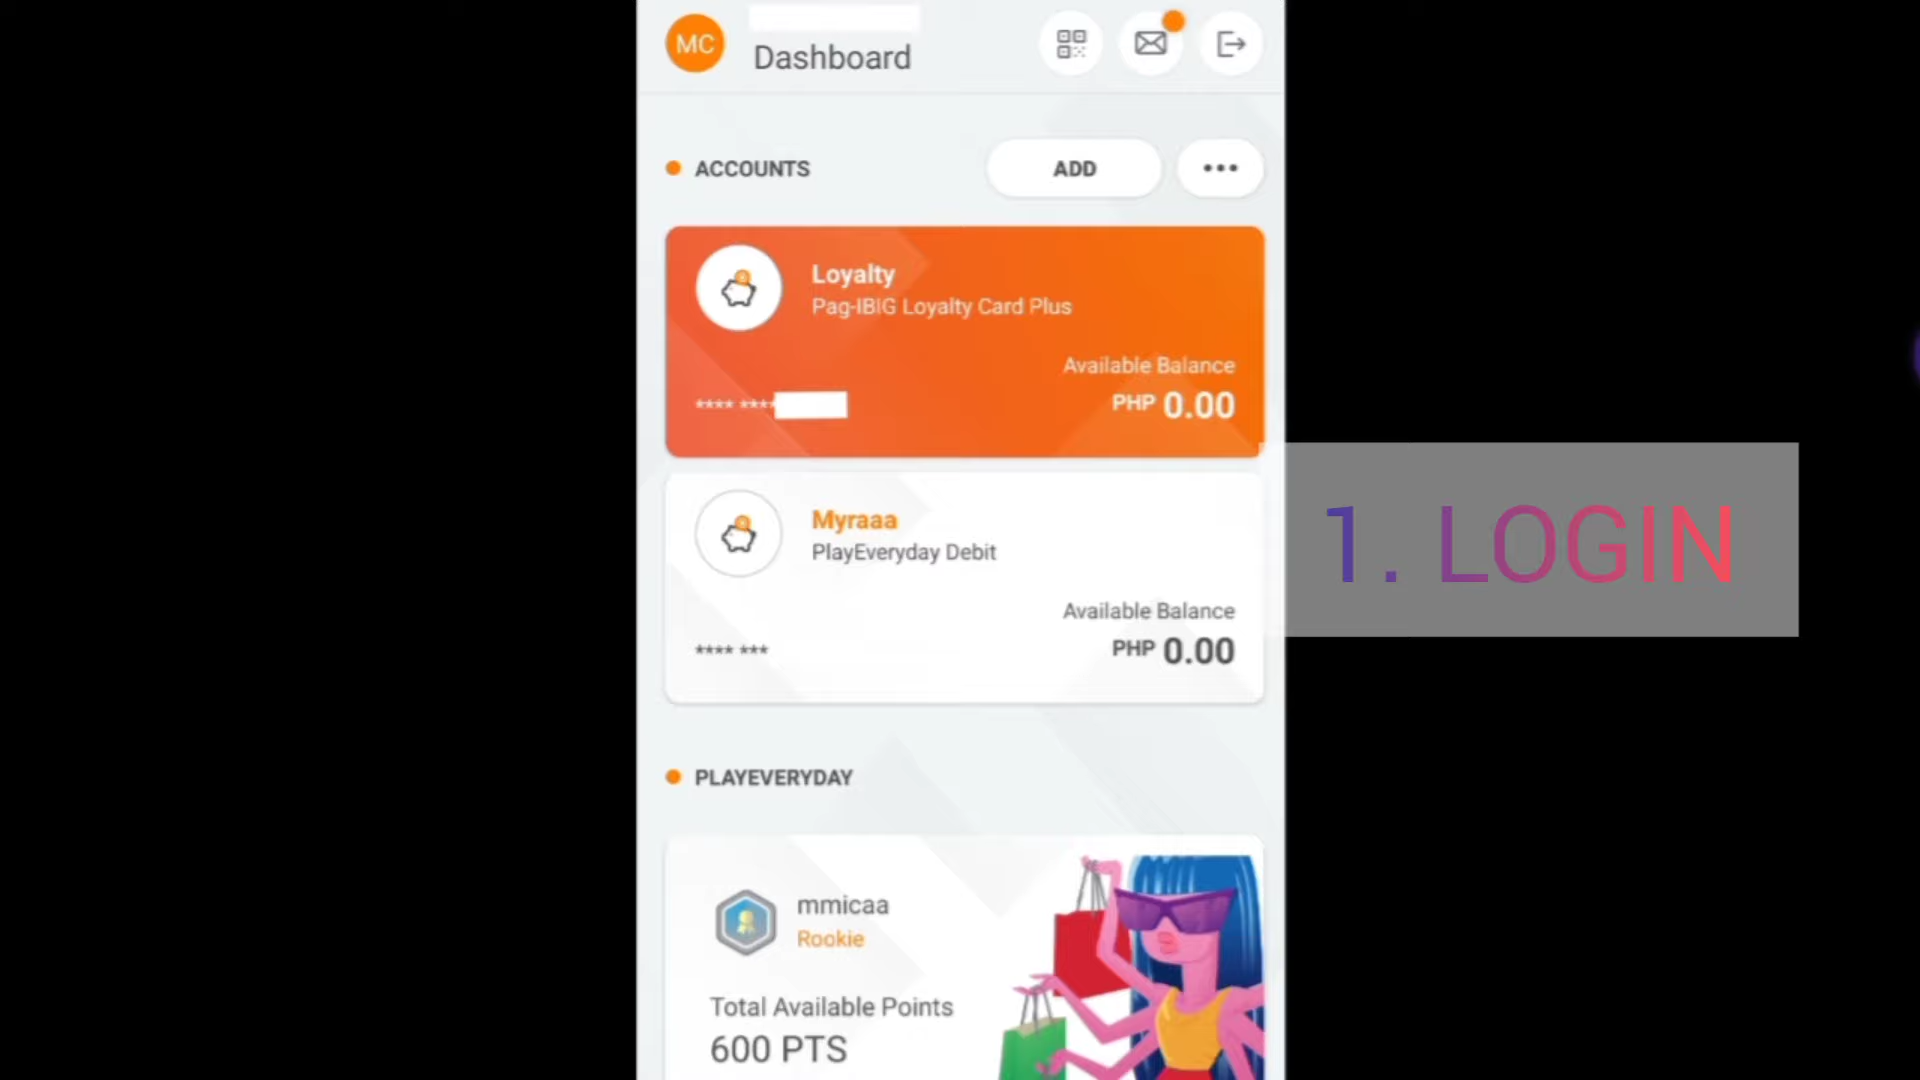 MC
Dashboard
ACCOUNTS
ADD
Loyalty
Pag-IBIG Loyalty Card Plus
Available Balance
**** ****
PHP 0.00
1. LOGIN
Myraaa
PlayEveryday Debit
Available Balance
**** ***
PHP 0.00
PLAYEVERYDAY
mmicaa
Rookie
Total Available Points
600 PTS